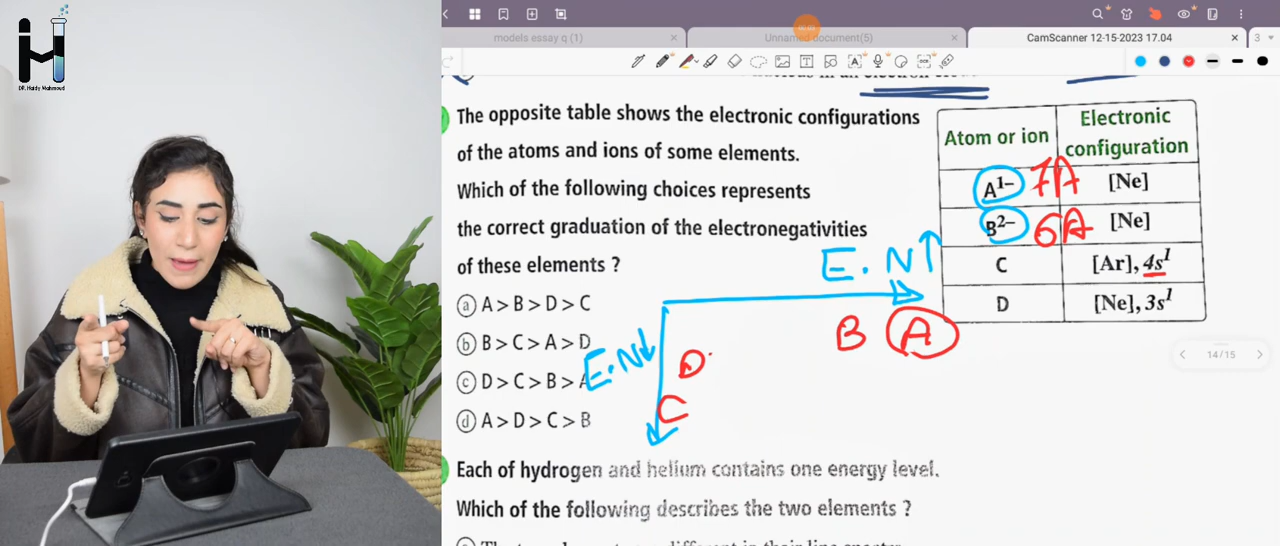 H
DR. Haidy Mahmoud
models essay q (1)
Unnamed document(5)
CamScanner 12-15-2023 17.04
3
The opposite table shows the electronic configurations
of the atoms and ions of some elements.
Which of the following choices represents
the correct graduation of the electronegativities
of these elements ?
a A > B > D > C
b B > C > A > D
c D > C > B > A
d A > D > C > B
Atom or ion Electronic configuration
A1– 7A [Ne]
B2– 6A [Ne]
C [Ar], 4s1
D [Ne], 3s1
E.N↑
B A
E.N↓
D
C
14/15
Each of hydrogen and helium contains one energy level.
Which of the following describes the two elements ?